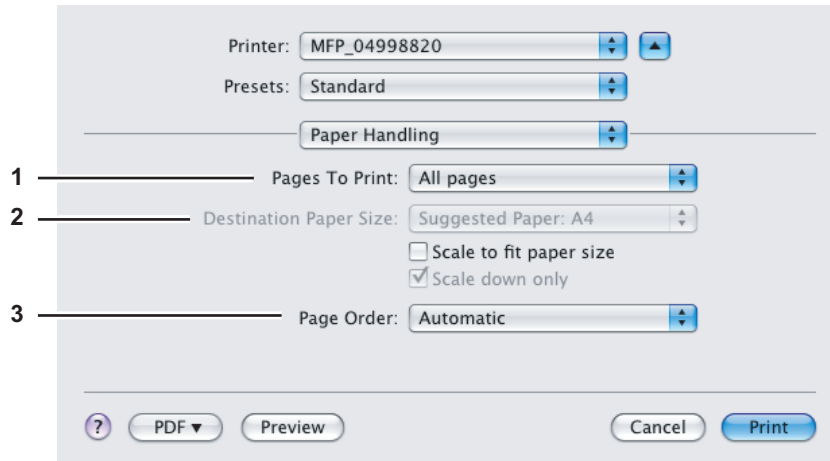 Printer: MFP_04998820
Presets: Standard
Paper Handling
1 Pages To Print: All pages
2 Destination Paper Size: Suggested Paper: A4
Scale to fit paper size
Scale down only
3 Page Order: Automatic
? PDF▼ Preview Cancel Print